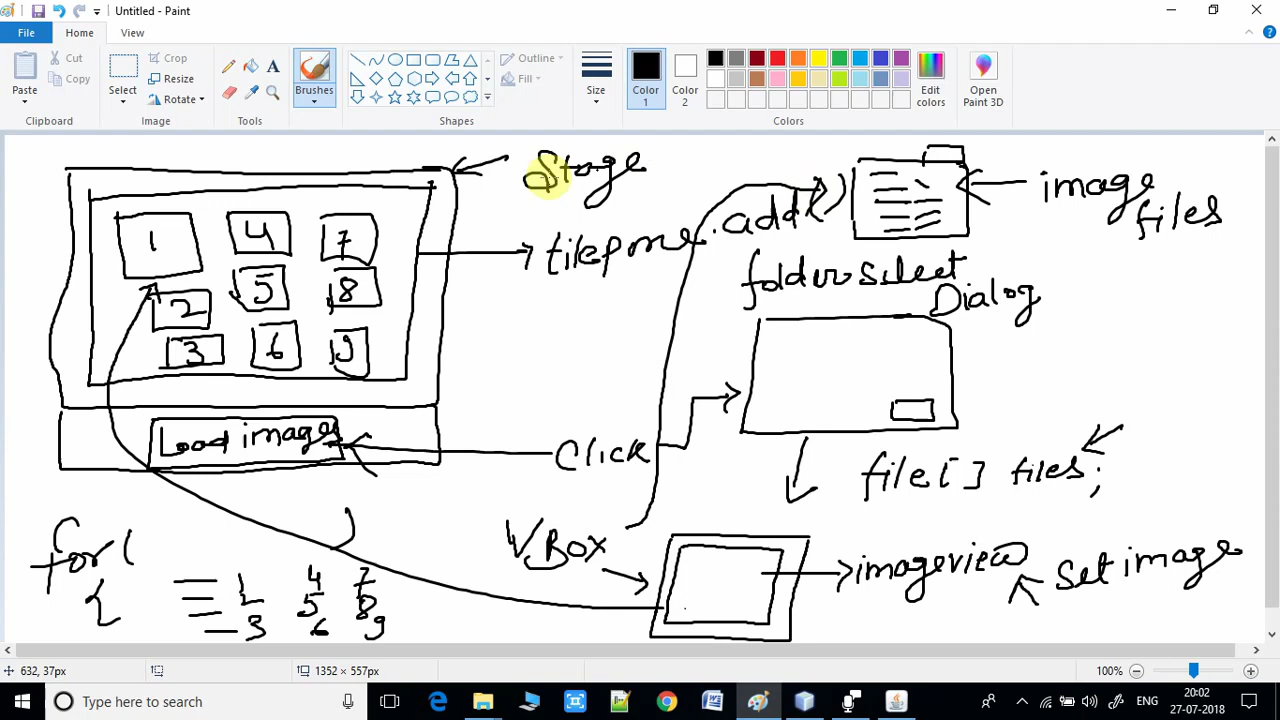 Untitled - Paint
File Home View
Paste
Cut
Copy
Clipboard
Select
Crop
Resize
Rotate
Image
Tools
Brushes
Shapes
Outline
Fill
Size
Color 1
Color 2
Colors
Edit colors
Open Paint 3D
Stage
tilepane.add()
image files
folder select Dialog
1 4 7
2 5 8
3 6 9
Load images
Click
file[] files;
VBox
imageview
Set image
for( )
{
1 4 7
2 5 8
3 6 9
632, 37px
1352 × 557px
100%
Type here to search
ENG
20:02
27-07-2018